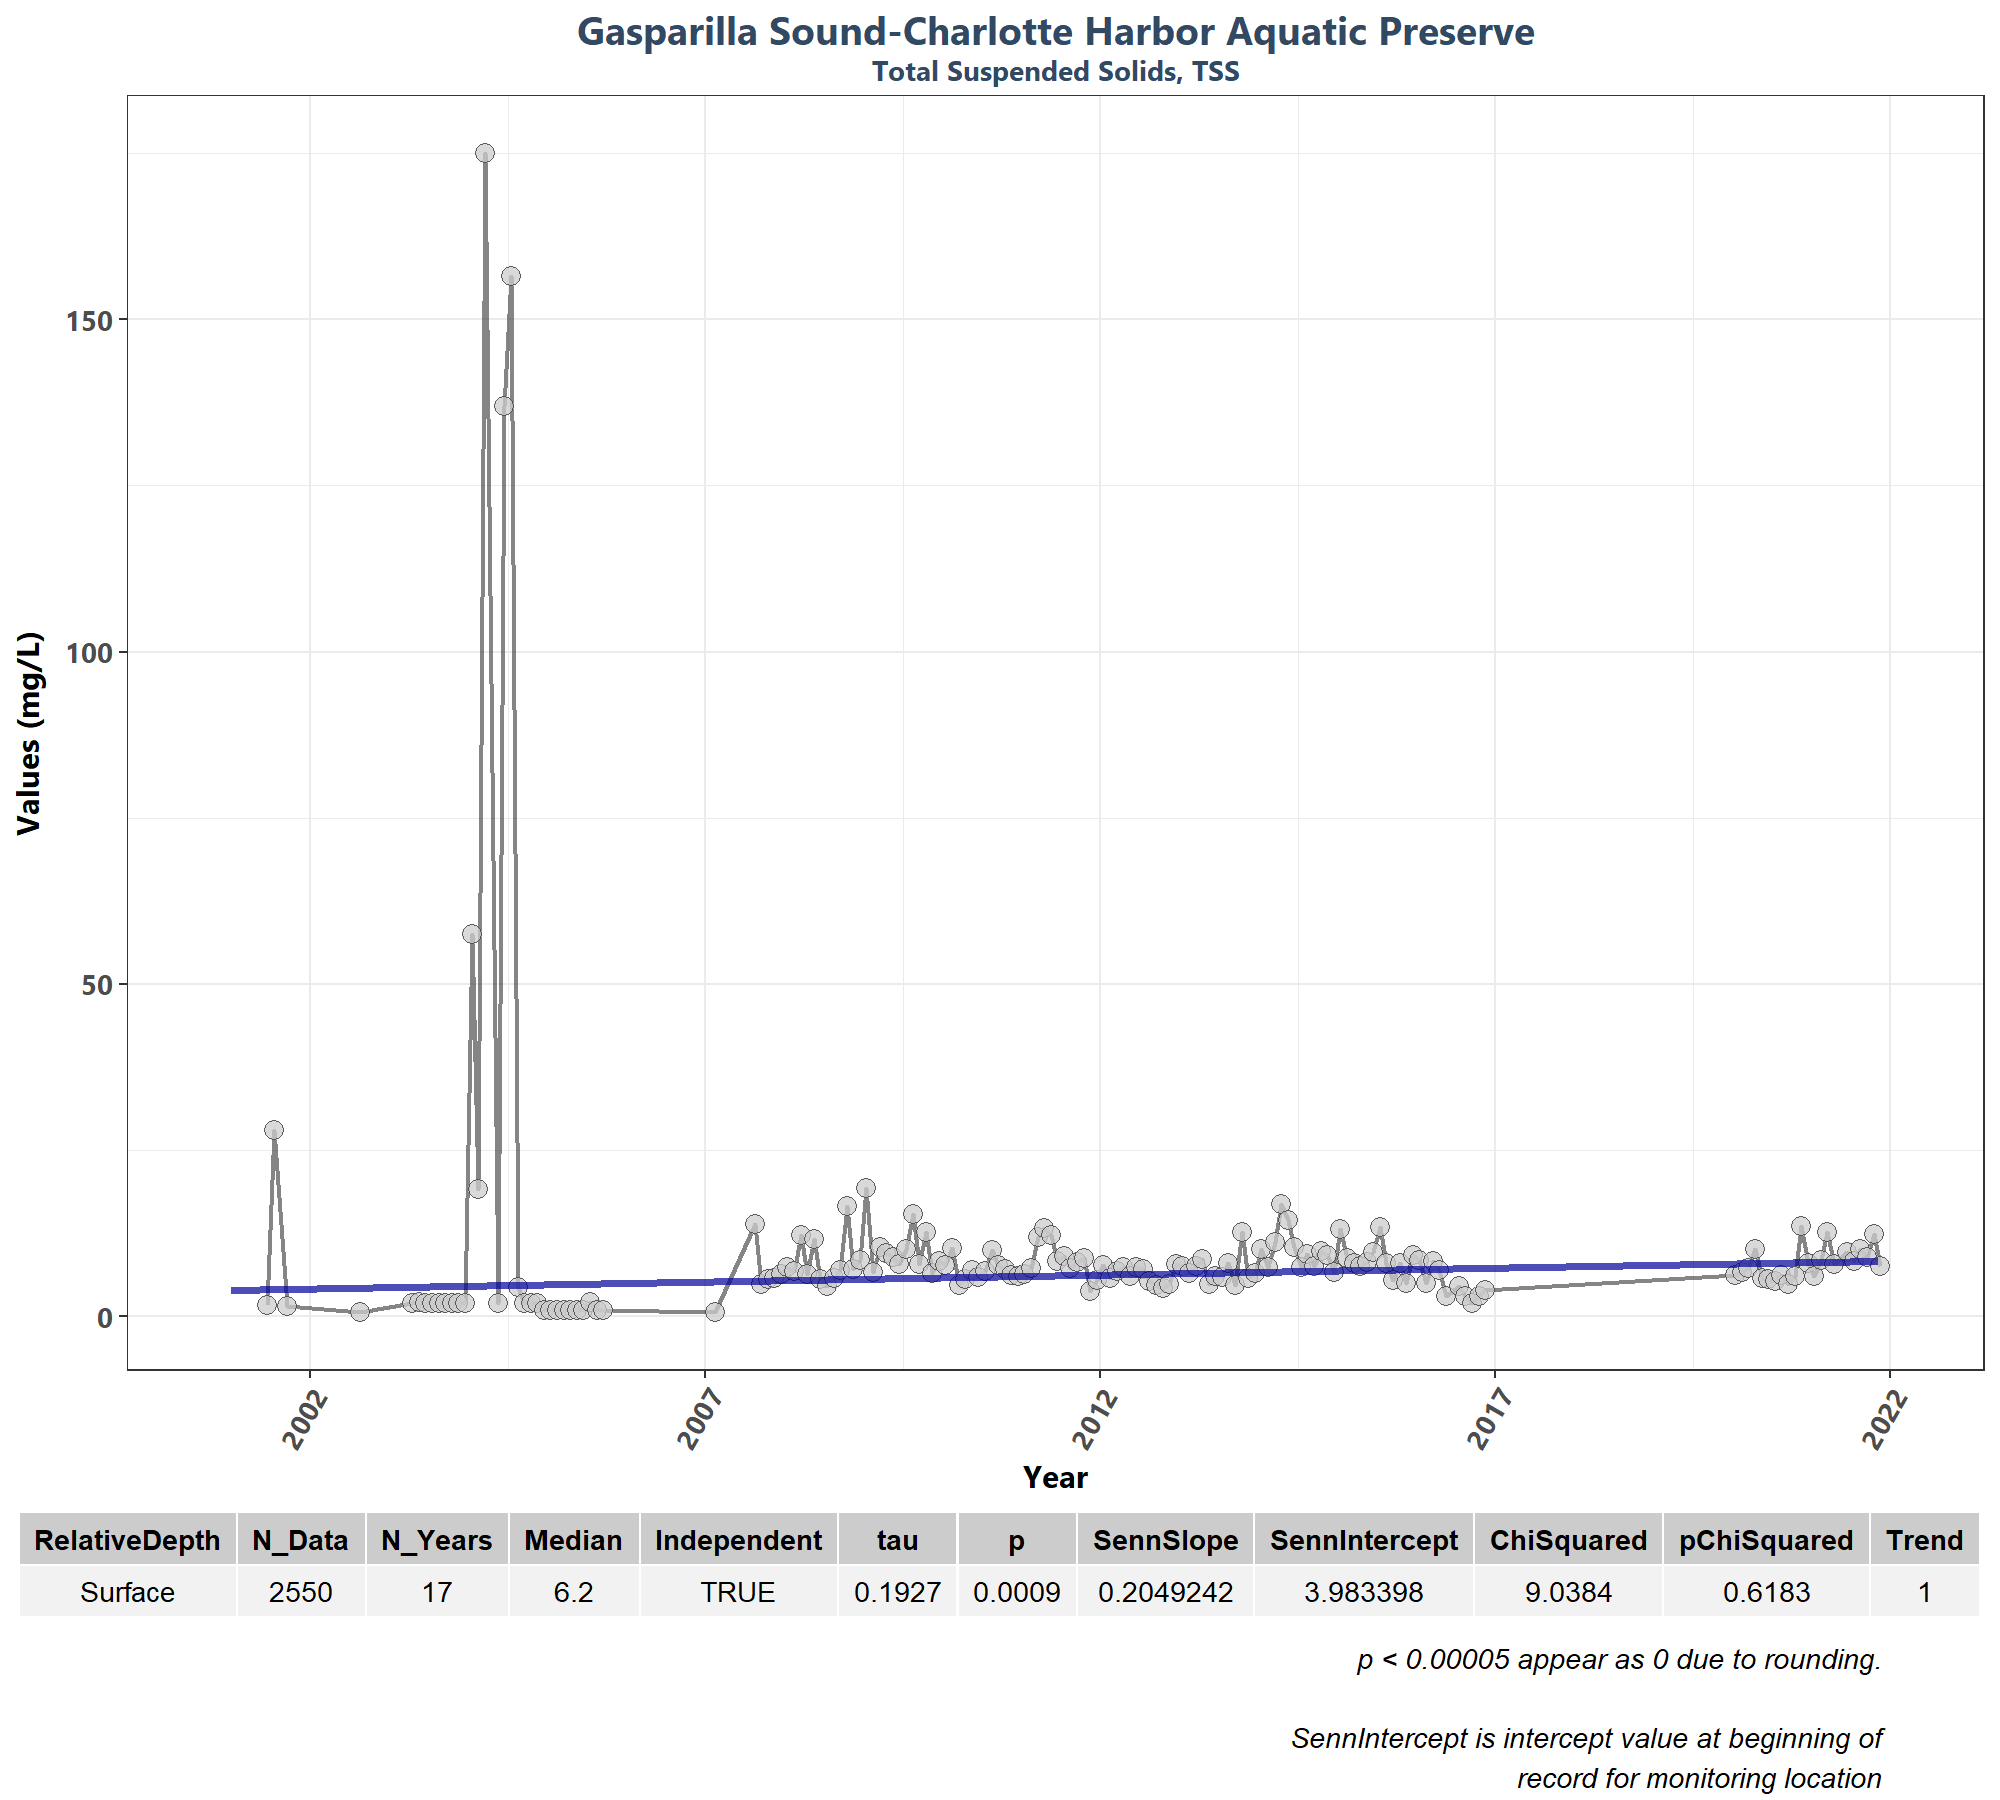 Gasparilla Sound-Charlotte Harbor Aquatic Preserve
Total Suspended Solids, TSS
Values (mg/L)
150
100
50
0
2002 2007 2012 2017 2022
Year
RelativeDepth N_Data N_Years Median Independent tau p SennSlope SennIntercept ChiSquared pChiSquared Trend
Surface 2550 17 6.2 TRUE 0.1927 0.0009 0.2049242 3.983398 9.0384 0.6183 1
p < 0.00005 appear as 0 due to rounding.
SennIntercept is intercept value at beginning of
record for monitoring location